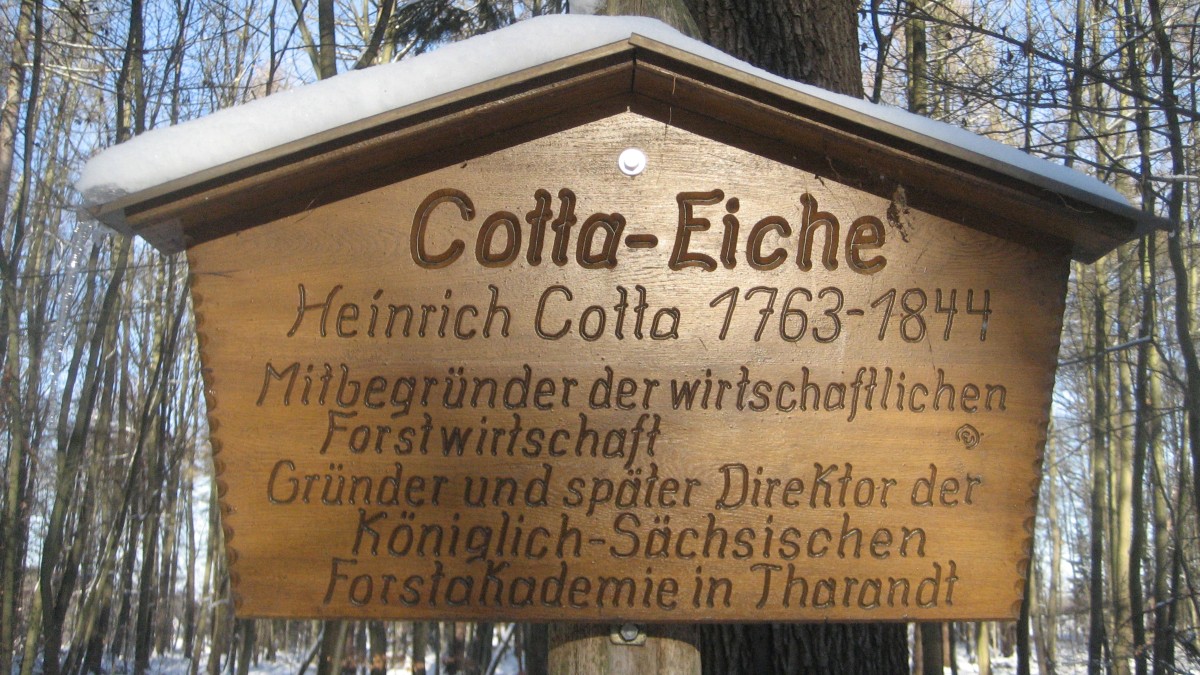 Cotta-Eiche
Heinrich Cotta 1763-1844
Mitbegründer der wirtschaftlichen
Forstwirtschaft
Gründer und später Direktor der
Königlich-Sächsischen
Forstakademie in Tharandt